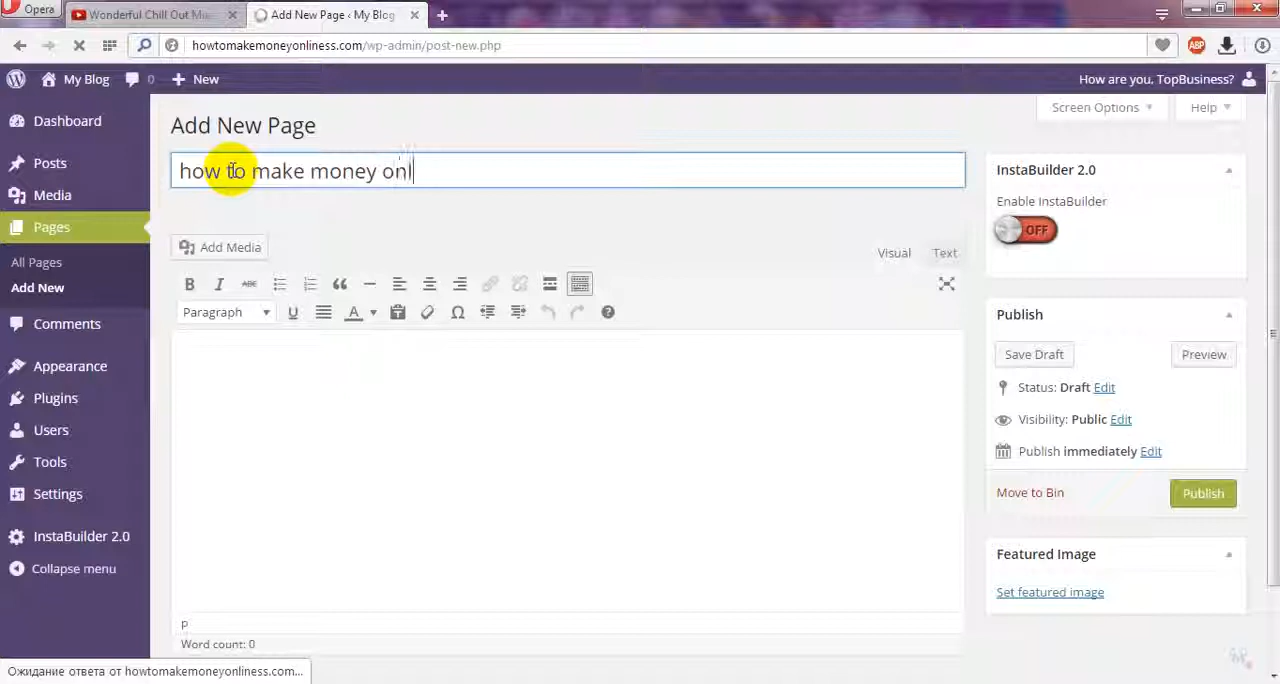 Opera
Wonderful Chill Out Mu
Add New Page ‹ My Blog
howtomakemoneyonliness.com/wp-admin/post-new.php
ABP
My Blog
0
New
How are you, TopBusiness?
Screen Options
Help
Dashboard
Posts
Media
Pages
All Pages
Add New
Comments
Appearance
Plugins
Users
Tools
Settings
InstaBuilder 2.0
Collapse menu
Add New Page
how to make money onl
Add Media
Visual
Text
B I ABC
Paragraph
U A Ω
p
Word count: 0
InstaBuilder 2.0
Enable InstaBuilder
OFF
Publish
Save Draft
Preview
Status: Draft Edit
Visibility: Public Edit
Publish immediately Edit
Move to Bin
Publish
Featured Image
Set featured image
Ожидание ответа от howtomakemoneyonliness.com...